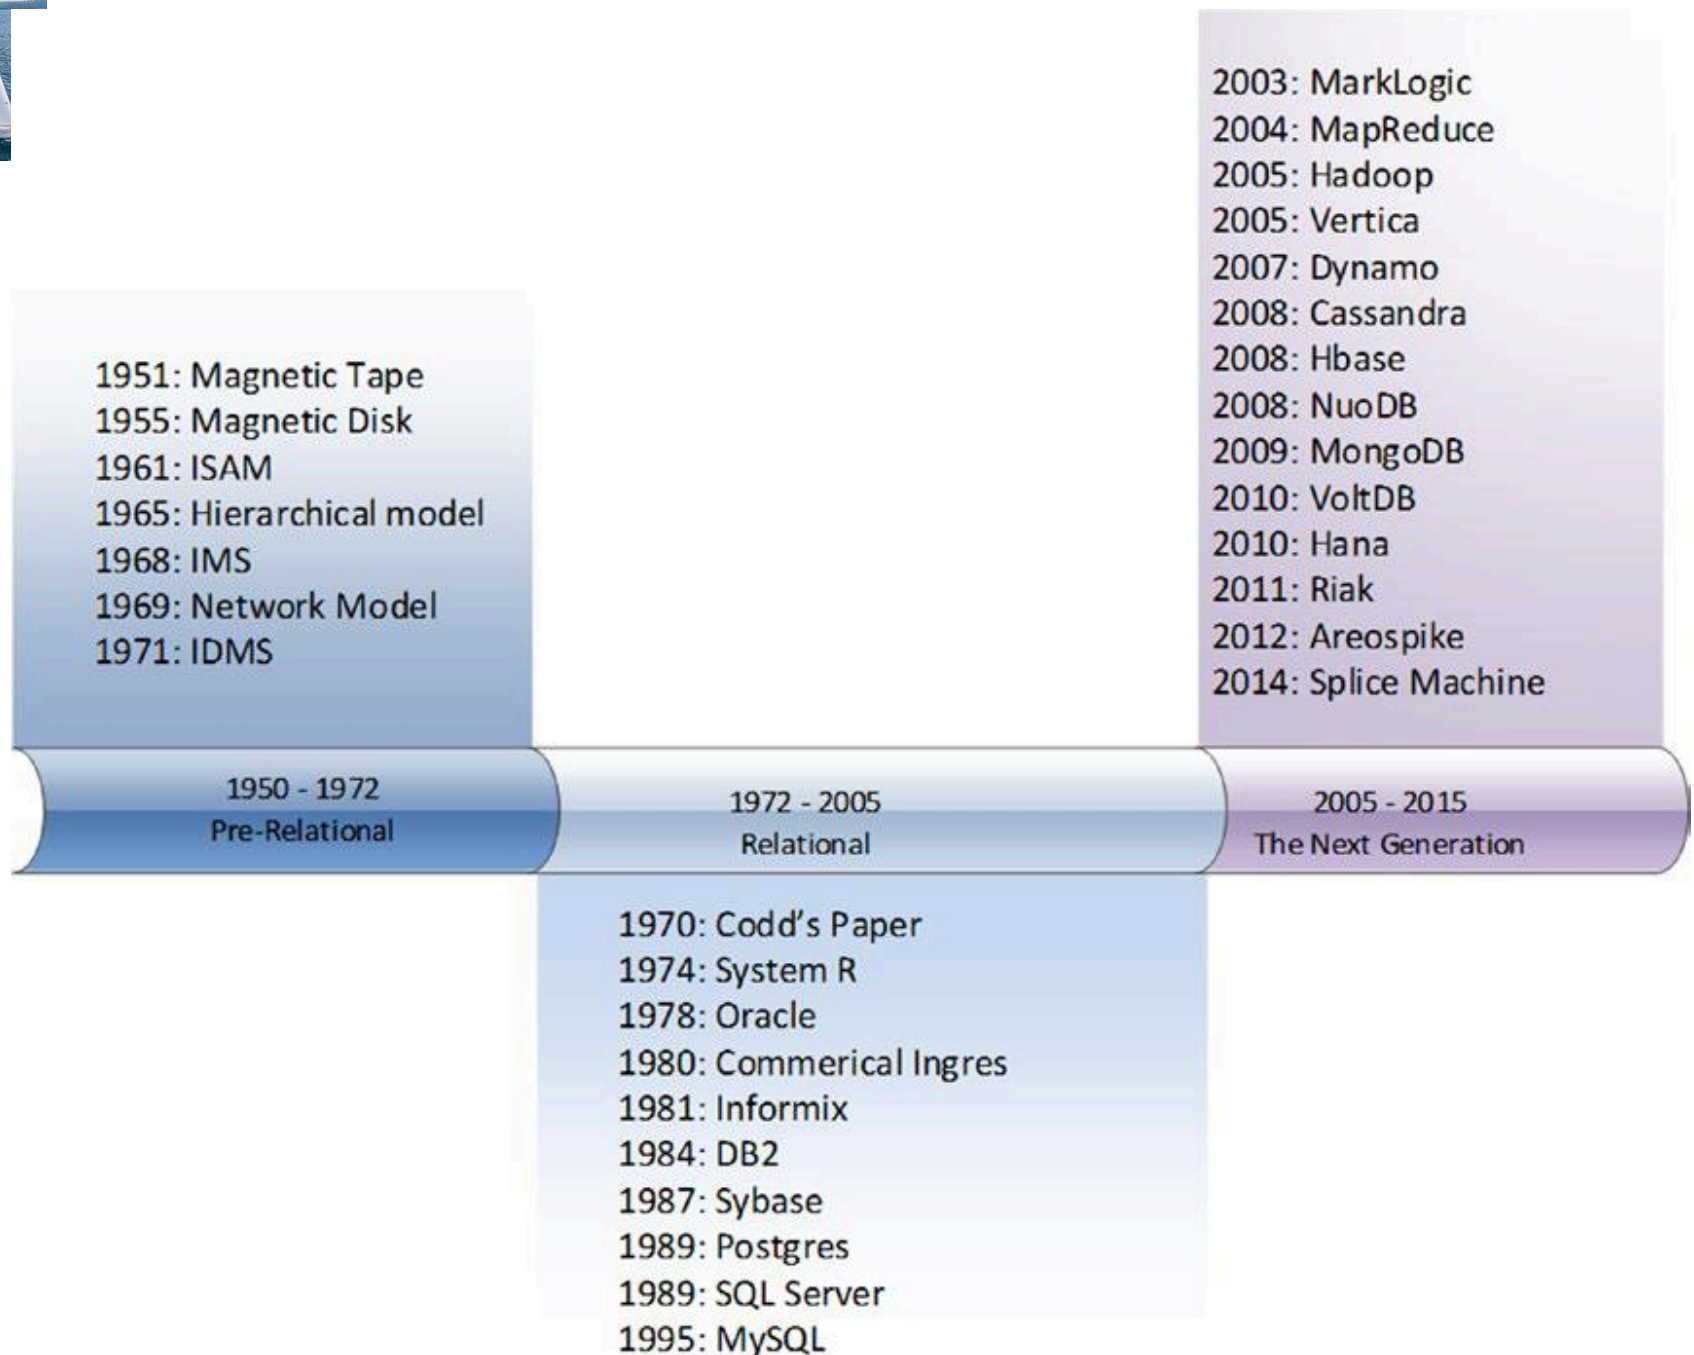 1951: Magnetic Tape
1955: Magnetic Disk
1961: ISAM
1965: Hierarchical model
1968: IMS
1969: Network Model
1971: IDMS
1950 - 1972
Pre-Relational
1970: Codd’s Paper
1974: System R
1978: Oracle
1980: Commerical Ingres
1981: Informix
1984: DB2
1987: Sybase
1989: Postgres
1989: SQL Server
1995: MySQL
1972 - 2005
Relational
2003: MarkLogic
2004: MapReduce
2005: Hadoop
2005: Vertica
2007: Dynamo
2008: Cassandra
2008: Hbase
2008: NuoDB
2009: MongoDB
2010: VoltDB
2010: Hana
2011: Riak
2012: Areospike
2014: Splice Machine
2005 - 2015
The Next Generation